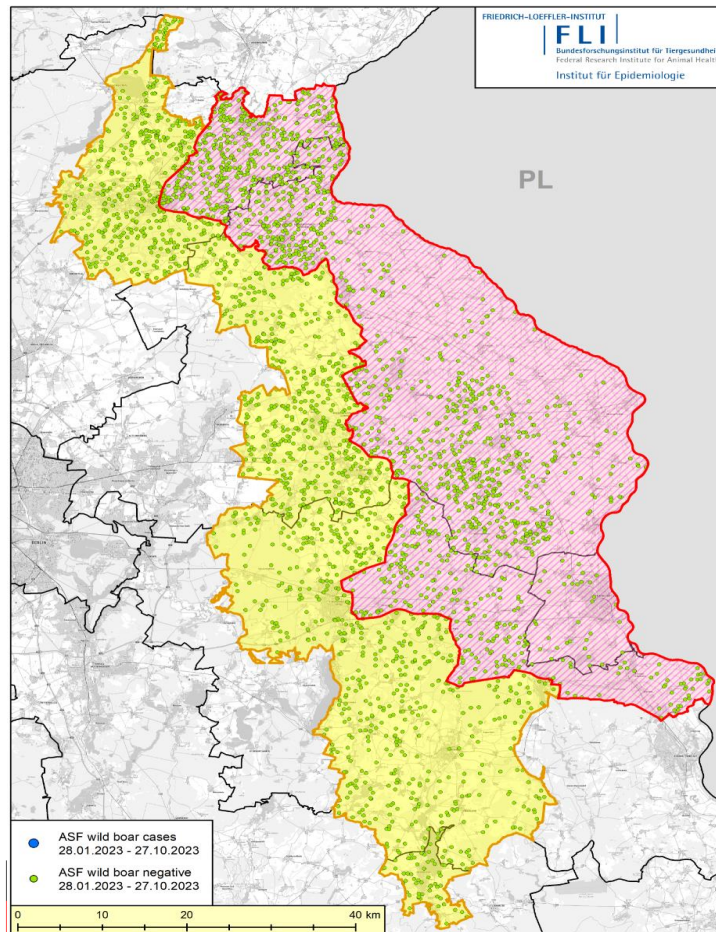 FRIEDRICH-LOEFFLER-INSTITUT
FLI
Bundesforschungsinstitut für Tiergesundhei
Federal Research Institute for Animal Healt
Institut für Epidemiologie
PL
BERLIN
ASF wild boar cases
28.01.2023 - 27.10.2023
ASF wild boar negative
28.01.2023 - 27.10.2023
0 10 20 40 km